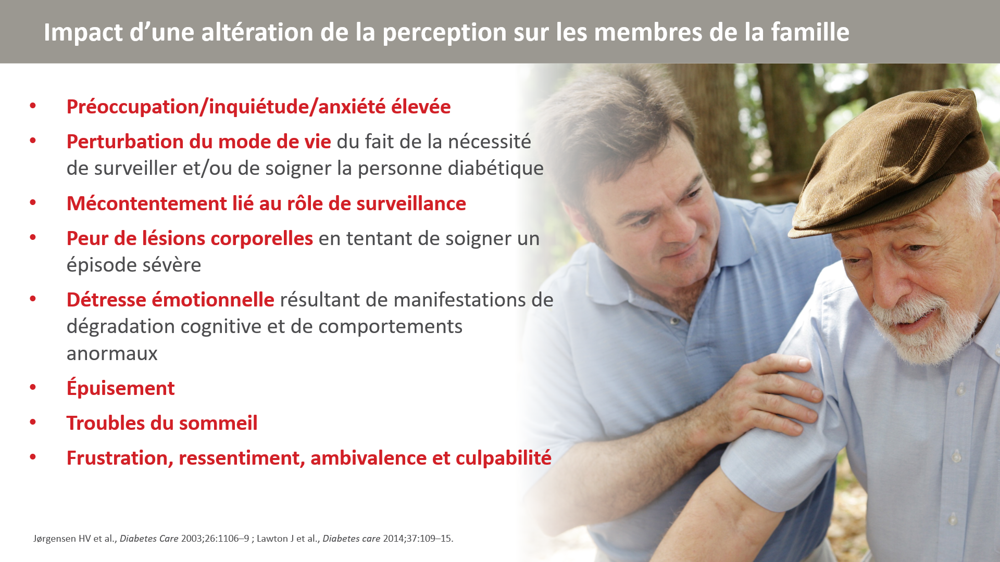 Impact d’une altération de la perception sur les membres de la famille
• Préoccupation/inquiétude/anxiété élevée
• Perturbation du mode de vie du fait de la nécessité
de surveiller et/ou de soigner la personne diabétique
• Mécontentement lié au rôle de surveillance
• Peur de lésions corporelles en tentant de soigner un
épisode sévère
• Détresse émotionnelle résultant de manifestations de
dégradation cognitive et de comportements
anormaux
• Épuisement
• Troubles du sommeil
• Frustration, ressentiment, ambivalence et culpabilité
Jørgensen HV et al., Diabetes Care 2003;26:1106–9 ; Lawton J et al., Diabetes care 2014;37:109–15.